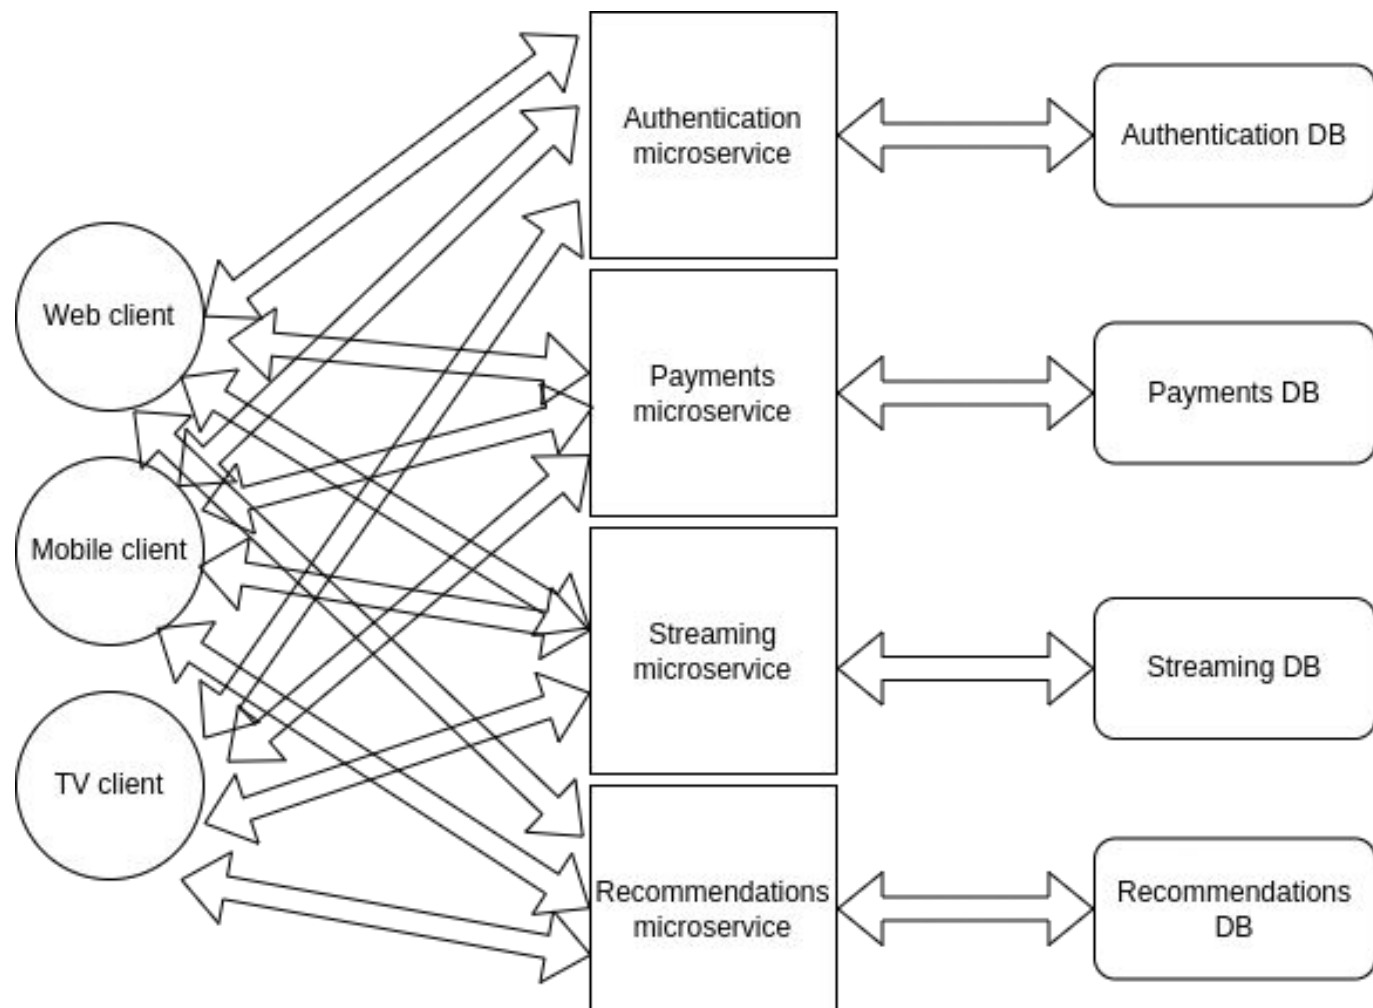 Web client
Mobile client
TV client
Authentication
microservice
Payments
microservice
Streaming
microservice
Recommendations
microservice
Authentication DB
Payments DB
Streaming DB
Recommendations
DB